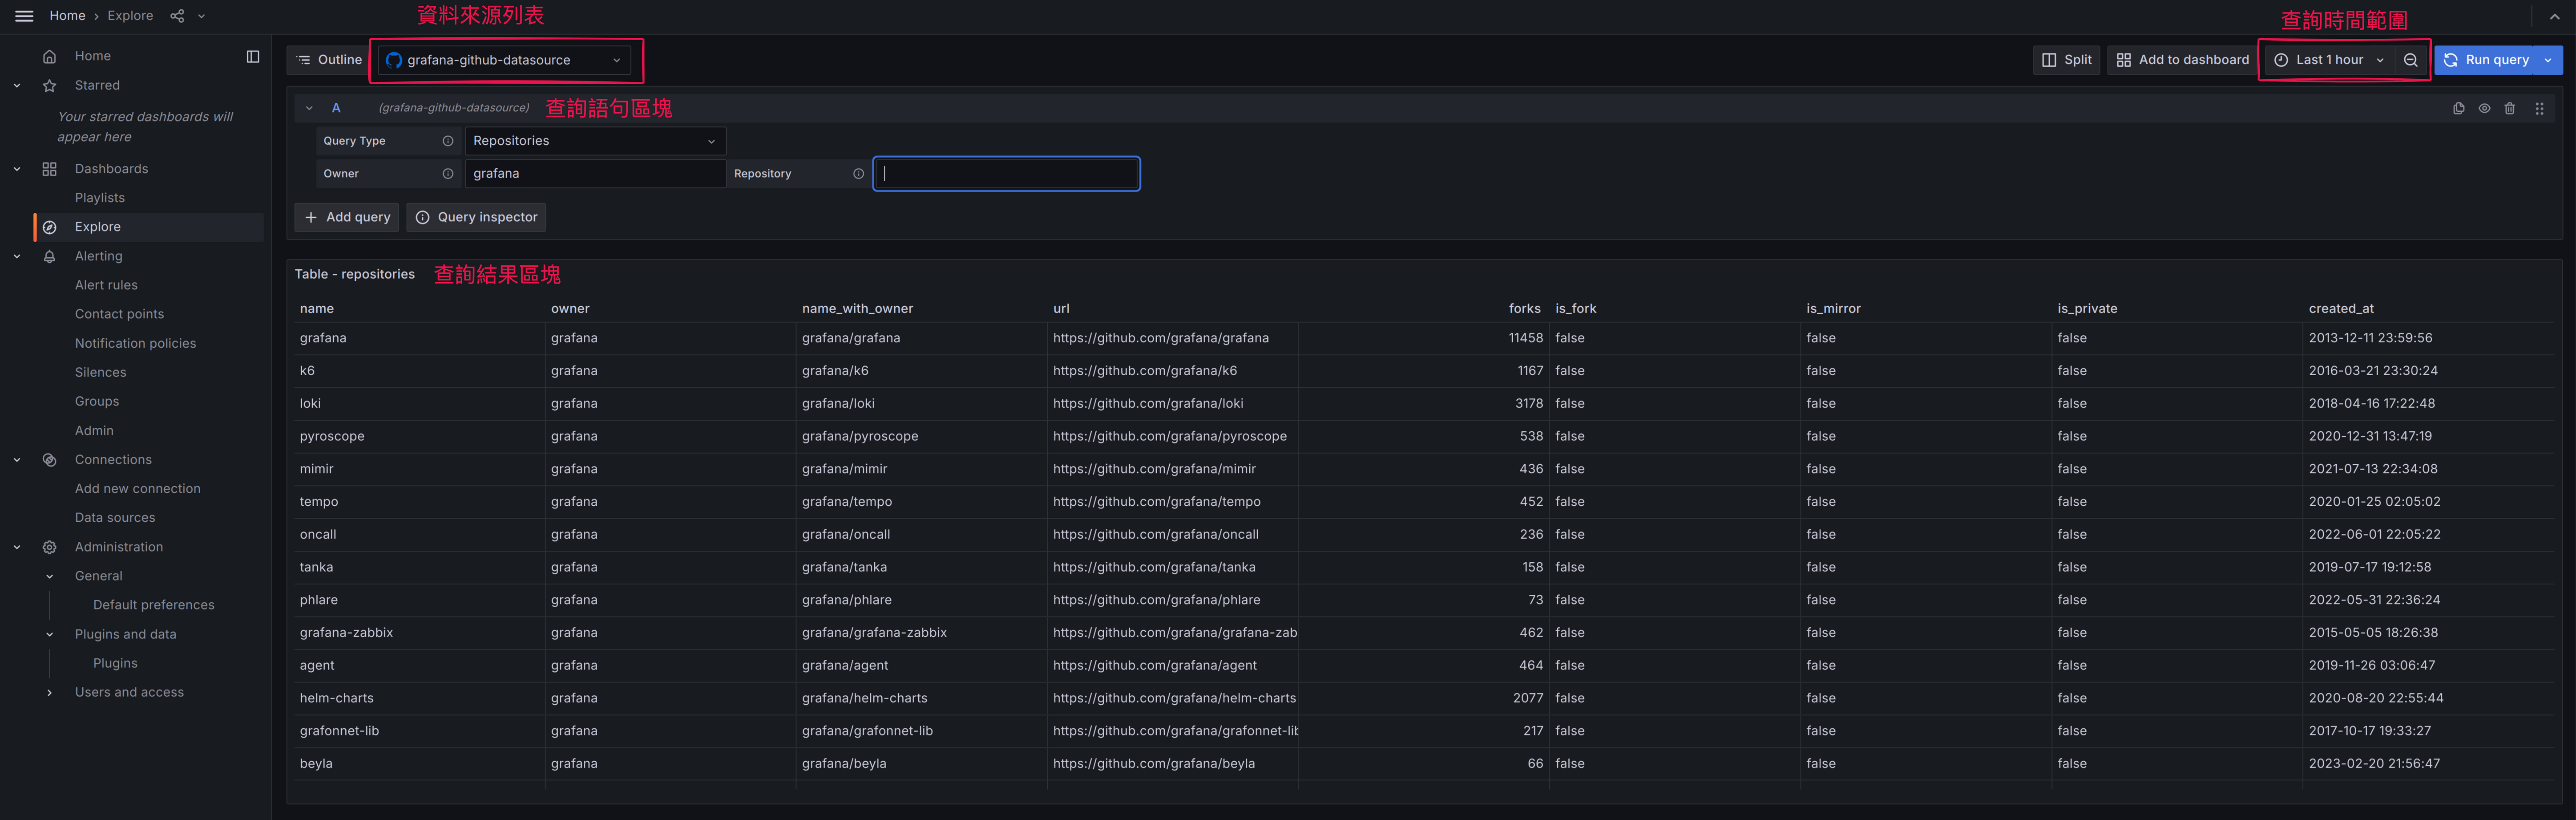 Home › Explore
資料來源列表
查詢時間範圍
Home
Starred
Your starred dashboards will
appear here
Dashboards
Playlists
Explore
Alerting
Alert rules
Contact points
Notification policies
Silences
Groups
Admin
Connections
Add new connection
Data sources
Administration
General
Default preferences
Plugins and data
Plugins
Users and access
Outline grafana-github-datasource Split Add to dashboard Last 1 hour Run query
A (grafana-github-datasource) 查詢語句區塊
Query Type Repositories
Owner grafana Repository
+ Add query Query inspector
Table - repositories 查詢結果區塊
name owner name_with_owner url forks is_fork is_mirror is_private created_at
grafana grafana grafana/grafana https://github.com/grafana/grafana 11458 false false false 2013-12-11 23:59:56
k6 grafana grafana/k6 https://github.com/grafana/k6 1167 false false false 2016-03-21 23:30:24
loki grafana grafana/loki https://github.com/grafana/loki 3178 false false false 2018-04-16 17:22:48
pyroscope grafana grafana/pyroscope https://github.com/grafana/pyroscope 538 false false false 2020-12-31 13:47:19
mimir grafana grafana/mimir https://github.com/grafana/mimir 436 false false false 2021-07-13 22:34:08
tempo grafana grafana/tempo https://github.com/grafana/tempo 452 false false false 2020-01-25 02:05:02
oncall grafana grafana/oncall https://github.com/grafana/oncall 236 false false false 2022-06-01 22:05:22
tanka grafana grafana/tanka https://github.com/grafana/tanka 158 false false false 2019-07-17 19:12:58
phlare grafana grafana/phlare https://github.com/grafana/phlare 73 false false false 2022-05-31 22:36:24
grafana-zabbix grafana grafana/grafana-zabbix https://github.com/grafana/grafana-zab 462 false false false 2015-05-05 18:26:38
agent grafana grafana/agent https://github.com/grafana/agent 464 false false false 2019-11-26 03:06:47
helm-charts grafana grafana/helm-charts https://github.com/grafana/helm-charts 2077 false false false 2020-08-20 22:55:44
grafonnet-lib grafana grafana/grafonnet-lib https://github.com/grafana/grafonnet-lib 217 false false false 2017-10-17 19:33:27
beyla grafana grafana/beyla https://github.com/grafana/beyla 66 false false false 2023-02-20 21:56:47